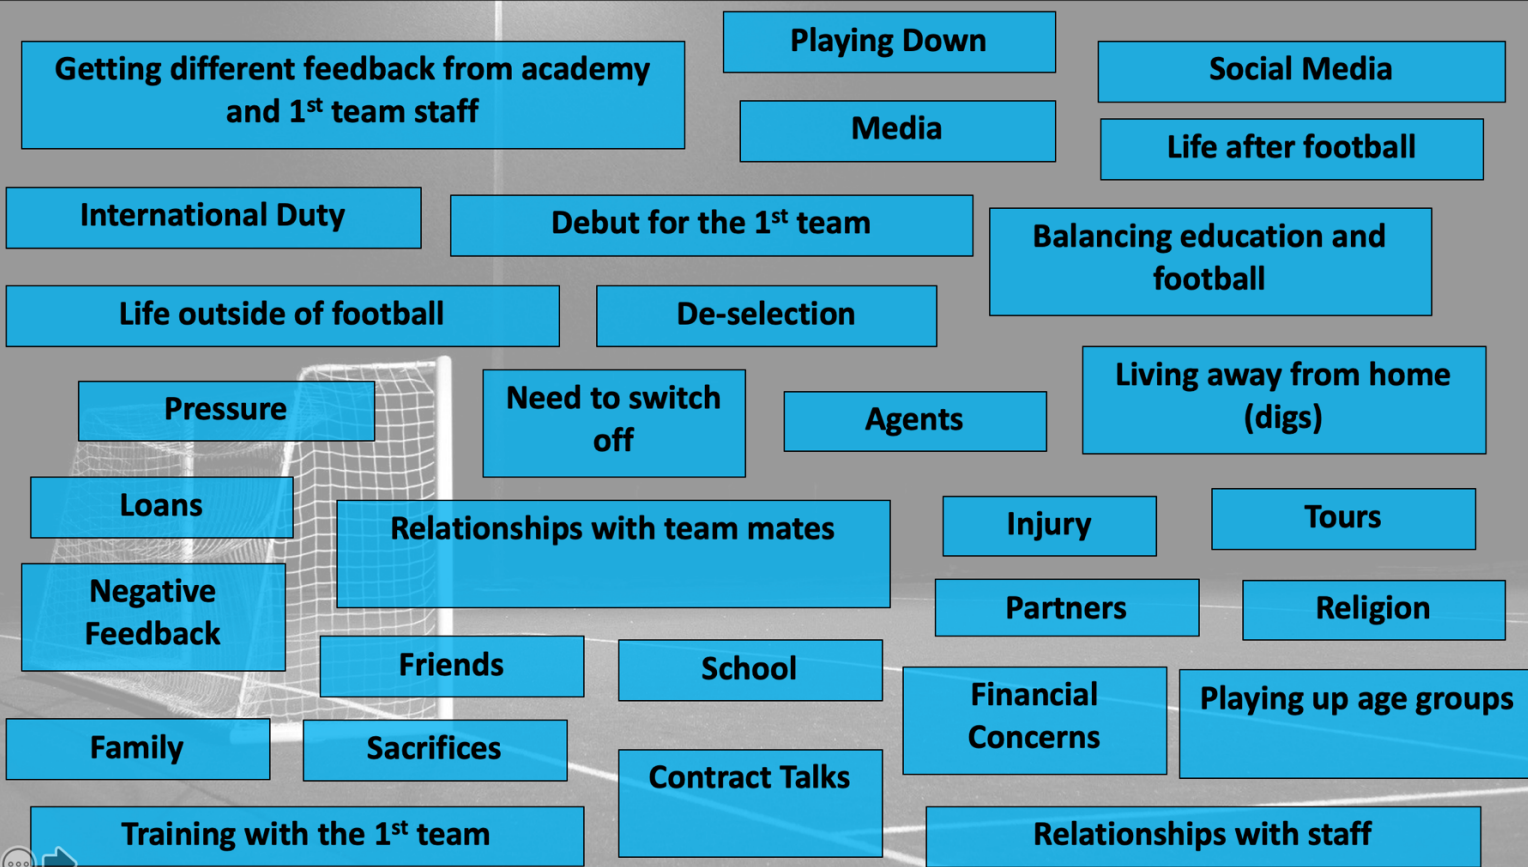 Playing Down
Getting different feedback from academy
and 1st team staff
Social Media
Media
Life after football
International Duty
Debut for the 1st team
Balancing education and
football
Life outside of football
De-selection
Pressure
Need to switch
off
Agents
Living away from home
(digs)
Loans
Relationships with team mates
Injury
Tours
Negative
Feedback
Partners
Religion
Friends
School
Financial
Concerns
Playing up age groups
Family
Sacrifices
Contract Talks
Training with the 1st team
Relationships with staff